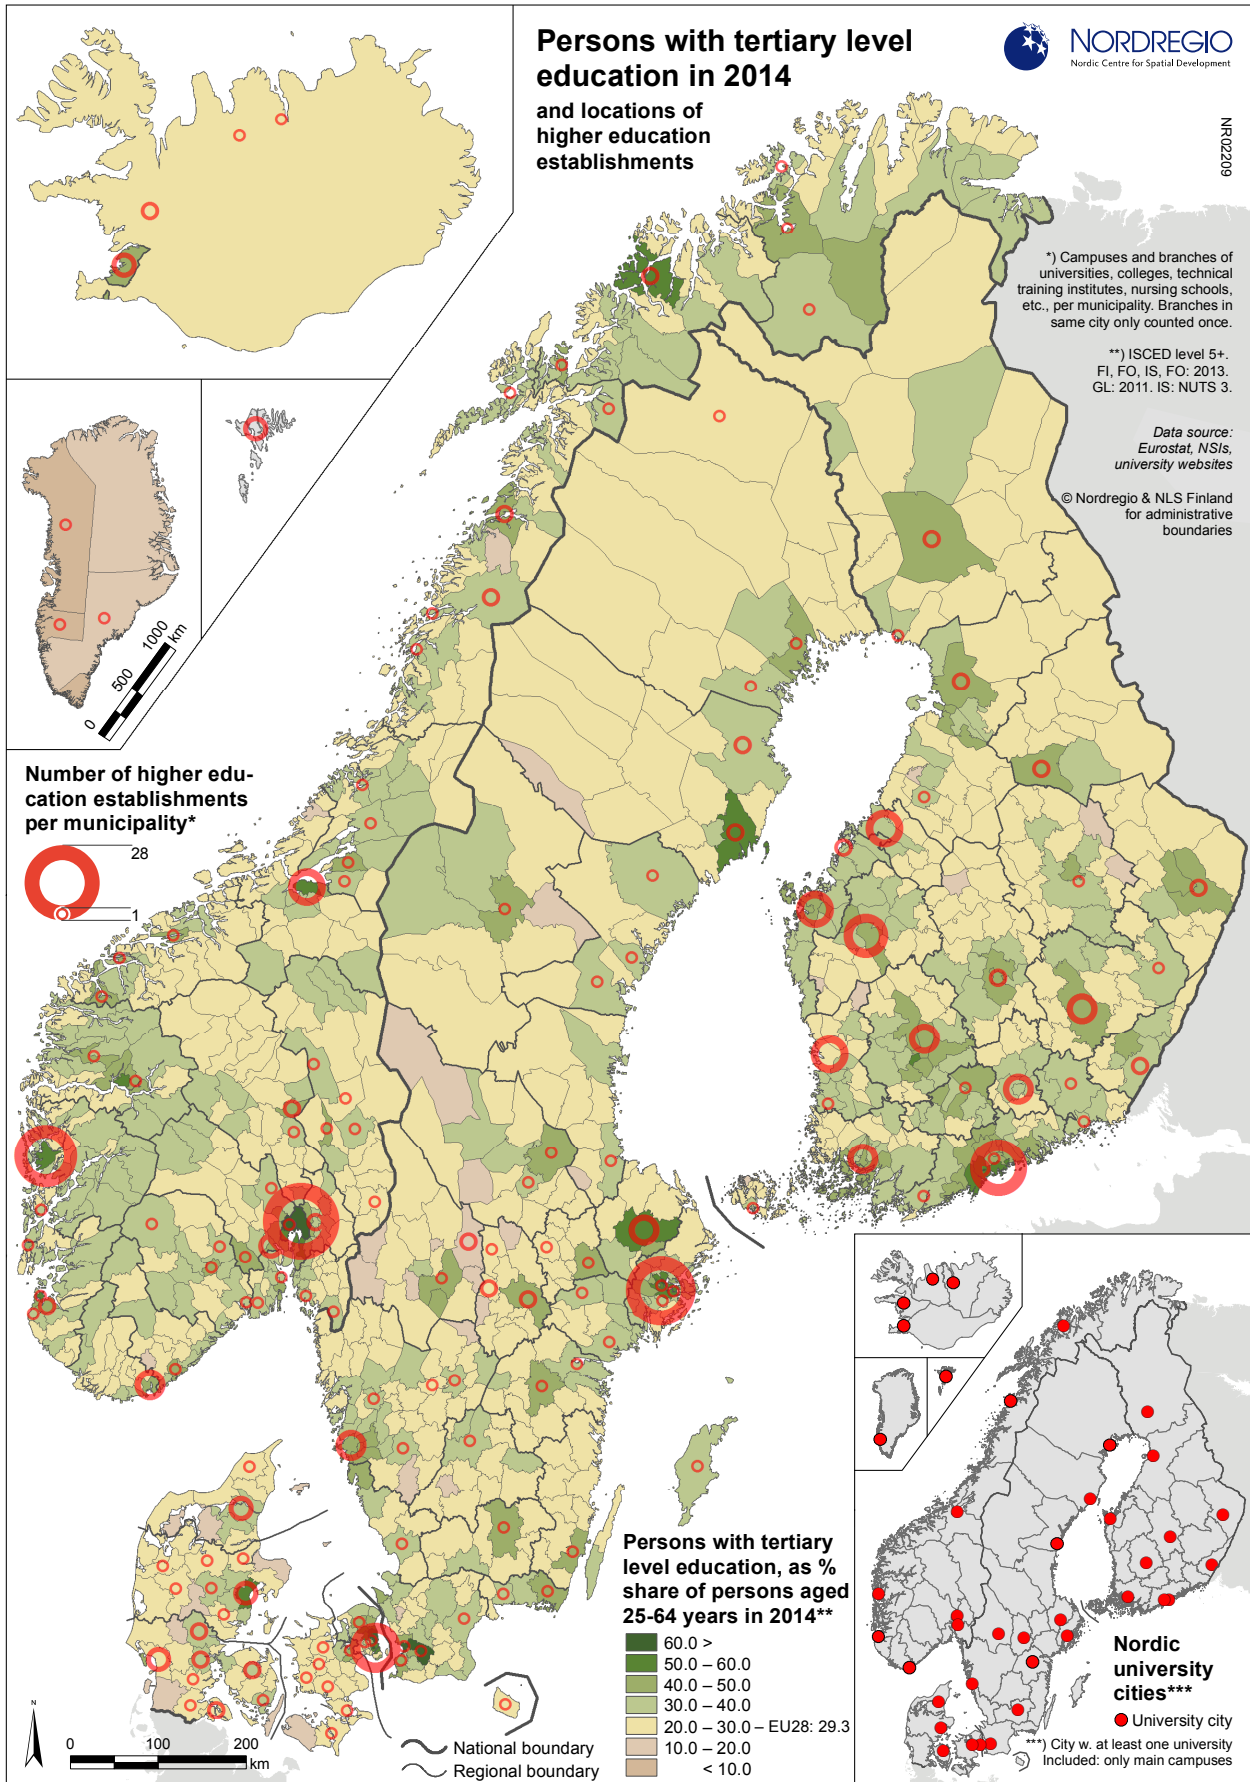 Persons with tertiary level
education in 2014
and locations of
higher education
establishments
NORDREGIO
Nordic Centre for Spatial Development
NR02209
*) Campuses and branches of
universities, colleges, technical
training institutes, nursing schools,
etc., per municipality. Branches in
same city only counted once.
**) ISCED level 5+.
FI, FO, IS, FO: 2013.
GL: 2011. IS: NUTS 3.
Data source:
Eurostat, NSIs,
university websites
© Nordregio & NLS Finland
for administrative
boundaries
0 500 1000
km
Number of higher edu-
cation establishments
per municipality*
28
1
Persons with tertiary
level education, as %
share of persons aged
25-64 years in 2014**
60.0 >
50.0 – 60.0
40.0 – 50.0
30.0 – 40.0
20.0 – 30.0 – EU28: 29.3
10.0 – 20.0
< 10.0
N
0 100 200
km
National boundary
Regional boundary
Nordic
university
cities***
University city
***) City w. at least one university
Included: only main campuses